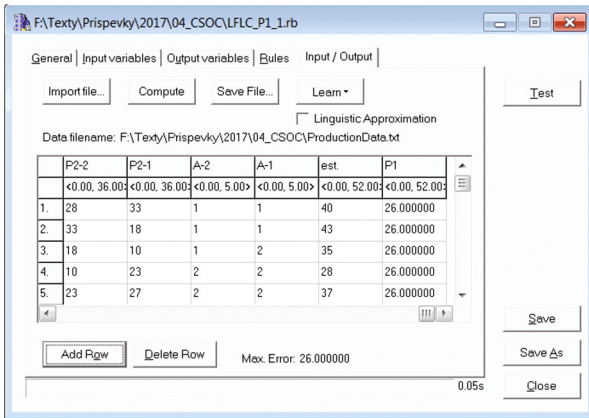 F:\Texty\Prispevky\2017\04_CSOC\LFLC_P1_1.rb
General Input variables Output variables Rules Input / Output
Import file... Compute Save File... Learn
Test
Linguistic Approximation
Data filename: F:\Texty\Prispevky\2017\04_CSOC\ProductionData.txt
P2-2 P2-1 A-2 A-1 est. P1
<0.00, 36.00> <0.00, 36.00> <0.00, 5.00> <0.00, 5.00> <0.00, 52.00> <0.00, 52.00>
1. 28 33 1 1 40 26.000000
2. 33 18 1 1 43 26.000000
3. 18 10 1 2 35 26.000000
4. 10 23 2 2 28 26.000000
5. 23 27 2 2 37 26.000000
Save
Add Row Delete Row Max. Error: 26.000000
Save As
0.05s
Close